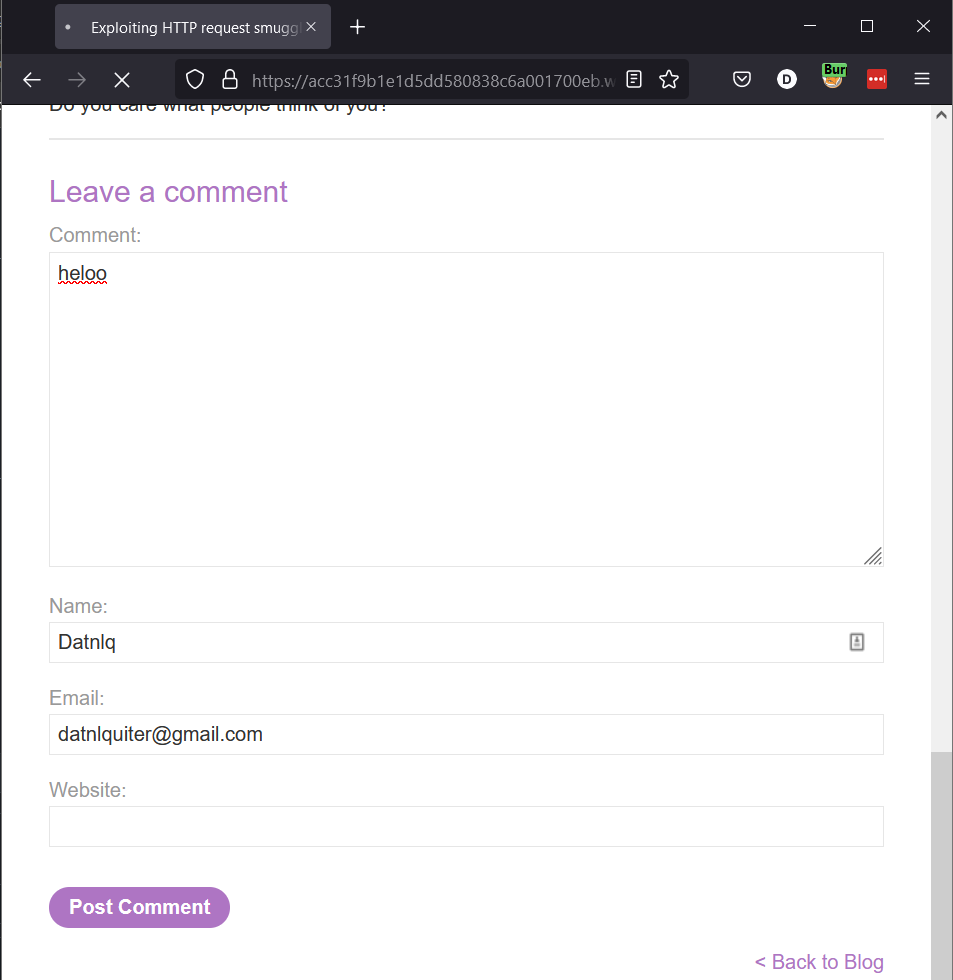 Exploiting HTTP request smuggl
https://acc31f9b1e1d5dd580838c6a001700eb.w
D
Bur
Do you care what people think of you?
Leave a comment
Comment:
heloo
Name:
Datnlq
Email:
datnlquiter@gmail.com
Website:
Post Comment
< Back to Blog